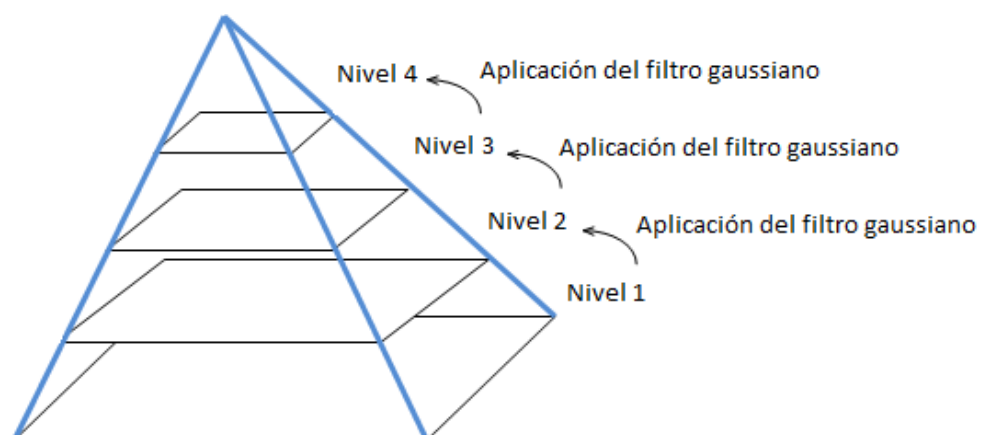 Nivel 4
Aplicación del filtro gaussiano
Nivel 3
Aplicación del filtro gaussiano
Nivel 2
Aplicación del filtro gaussiano
Nivel 1